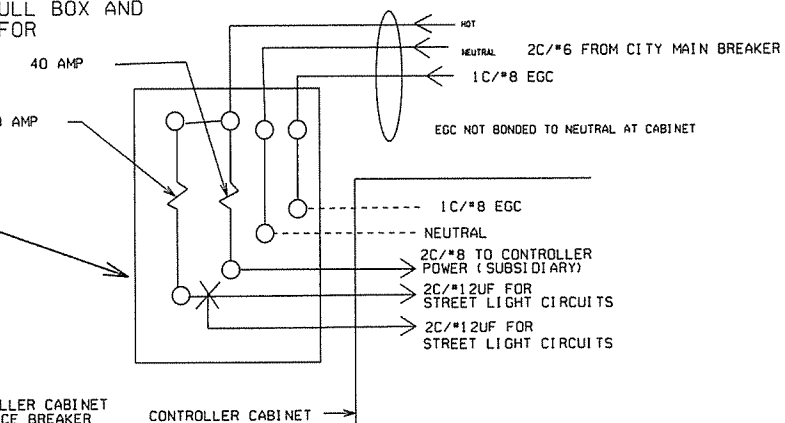 ULL BOX AND
FOR
HOT
NEUTRAL 2C/#6 FROM CITY MAIN BREAKER
40 AMP
1C/#8 EGC
AMP
EGC NOT BONDED TO NEUTRAL AT CABINET
1C/#8 EGC
NEUTRAL
2C/#8 TO CONTROLLER
POWER (SUBSIDIARY)
2C/#12UF FOR
STREET LIGHT CIRCUITS
2C/#12UF FOR
STREET LIGHT CIRCUITS
LLER CABINET
CE BREAKER
CONTROLLER CABINET